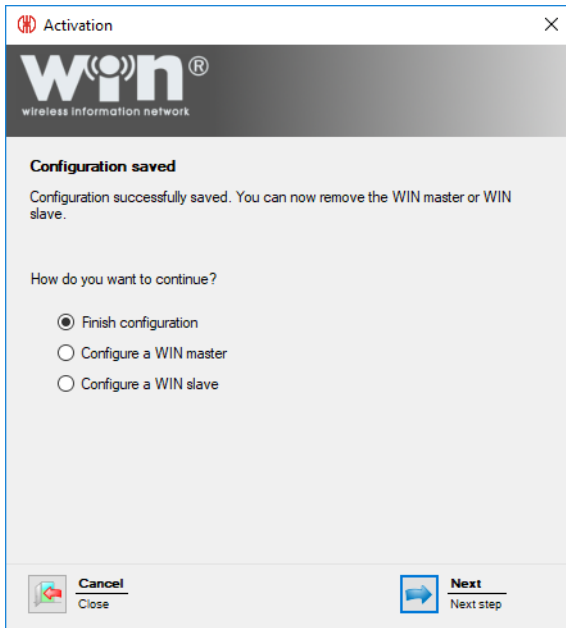 Activation
WIN®
wireless information network
Configuration saved
Configuration successfully saved. You can now remove the WIN master or WIN
slave.
How do you want to continue?
Finish configuration
Configure a WIN master
Configure a WIN slave
Cancel
Close
Next
Next step